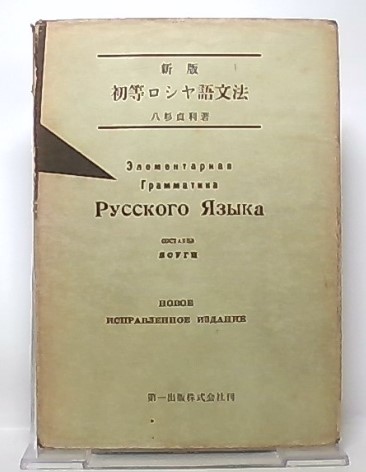 新版
初等ロシヤ語文法
八杉貞利著
Элементарная
Грамматика
Русского Языка
СОСТАВИЛ
ЯСУГИ
НОВОЕ
ИСПРАВЛЕННОЕ ИЗДАНИЕ
第一出版株式会社刊